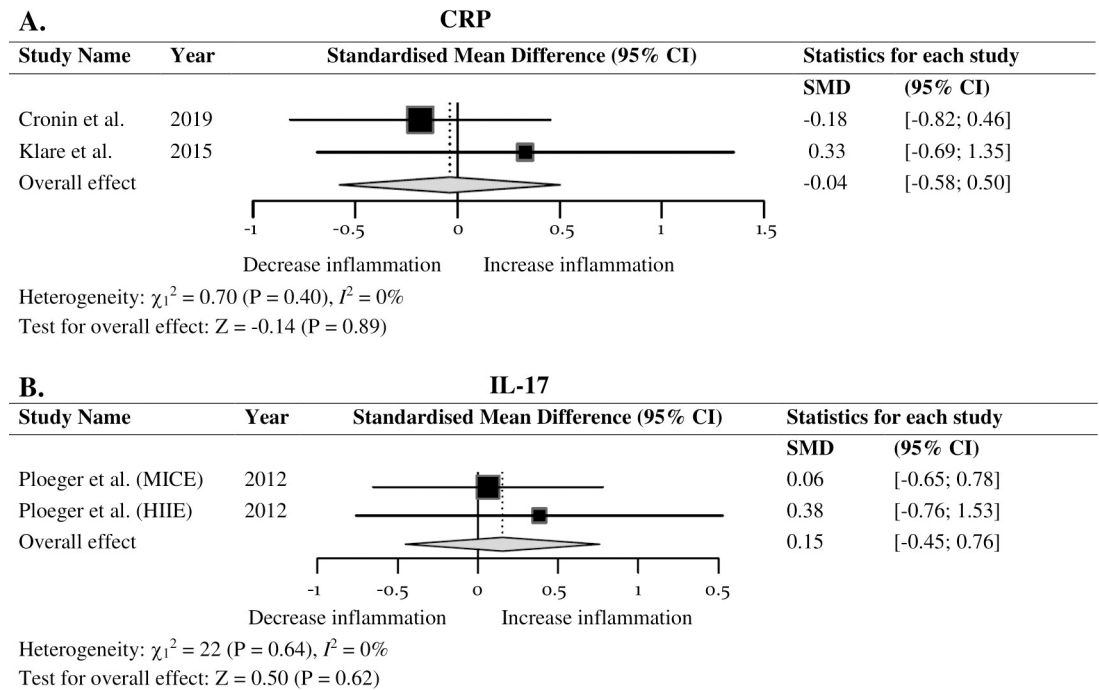 A.
CRP
Study Name Year Standardised Mean Difference (95% CI) Statistics for each study
SMD (95% CI)
Cronin et al. 2019 -0.18 [-0.82; 0.46]
Klare et al. 2015 0.33 [-0.69; 1.35]
Overall effect -0.04 [-0.58; 0.50]
-1 -0.5 0 0.5 1 1.5
Decrease inflammation Increase inflammation
Heterogeneity: χ₁² = 0.70 (P = 0.40), I² = 0%
Test for overall effect: Z = -0.14 (P = 0.89)
B.
IL-17
Study Name Year Standardised Mean Difference (95% CI) Statistics for each study
SMD (95% CI)
Ploeger et al. (MICE) 2012 0.06 [-0.65; 0.78]
Ploeger et al. (HIIE) 2012 0.38 [-0.76; 1.53]
Overall effect 0.15 [-0.45; 0.76]
-1 -0.5 0 0.5 1 0.5
Decrease inflammation Increase inflammation
Heterogeneity: χ₁² = 22 (P = 0.64), I² = 0%
Test for overall effect: Z = 0.50 (P = 0.62)